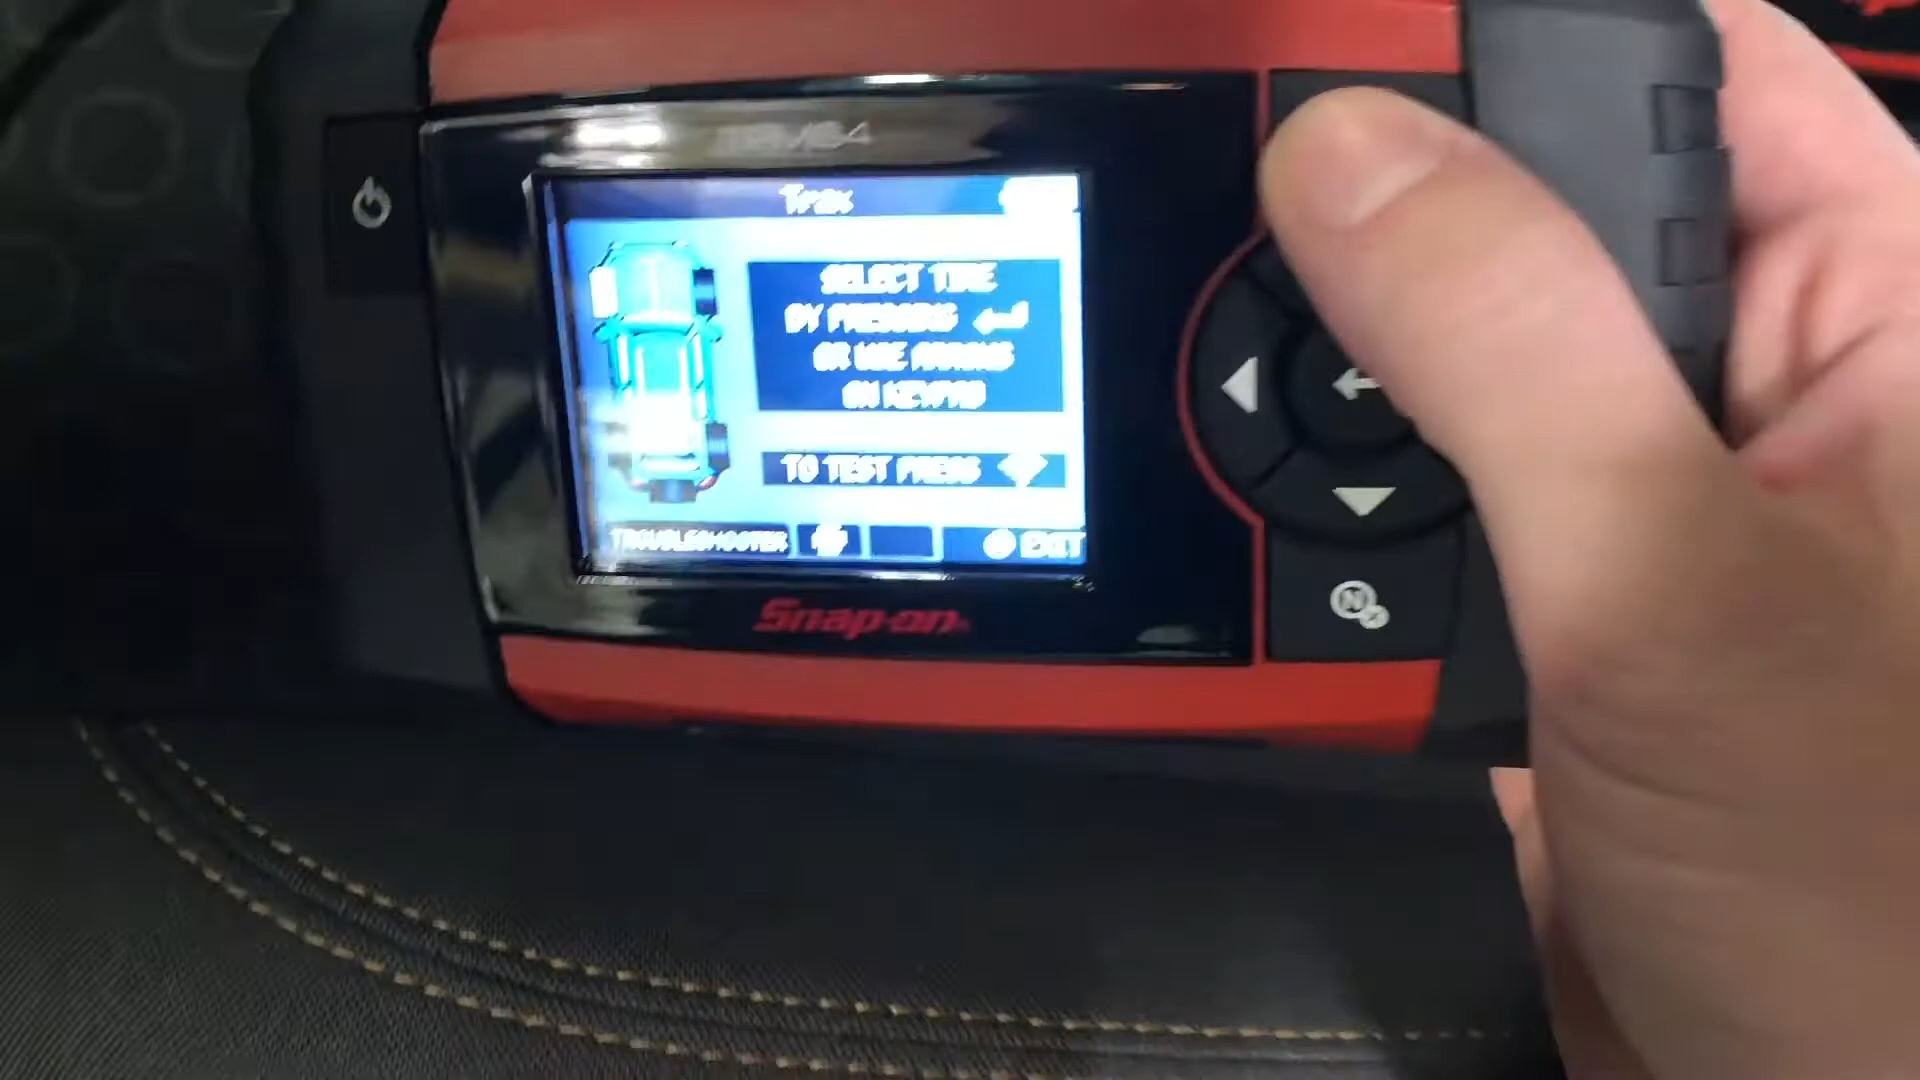 Trax
SELECT TIRE
BY PRESSING
OR USE ARROWS
ON KEYPAD
TO TEST PRESS
TROUBLESHOOTER
EXIT
Snap-on
N